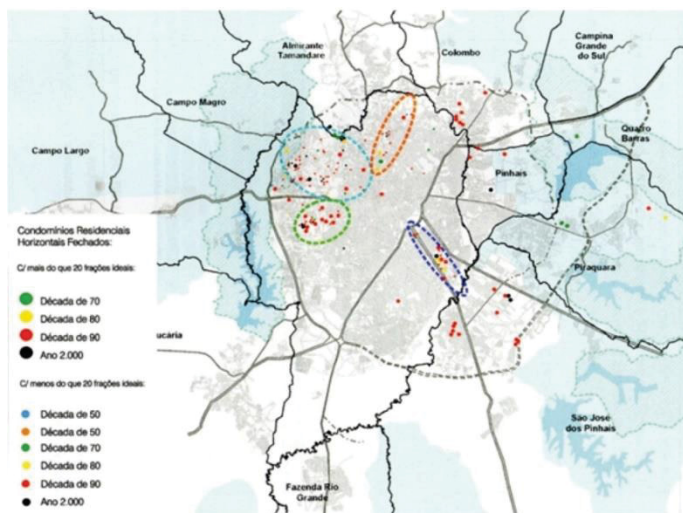 Almirante
Tamandare
Colombo
Campina
Grande
do Sul
Campo Magro
Quatro
Barras
Campo Largo
Pinhais
Condomínios Residenciais
Horizontais Fechados:
C/ mais do que 20 frações ideais:
Década de 70
Década de 80
Década de 90
Ano 2.000
Piraquara
ucária
C/ menos do que 20 frações ideais:
Década de 50
Década de 50
Década de 70
Década de 80
Década de 90
Ano 2.000
São José
dos Pinhais
Fazenda Rio
Grande